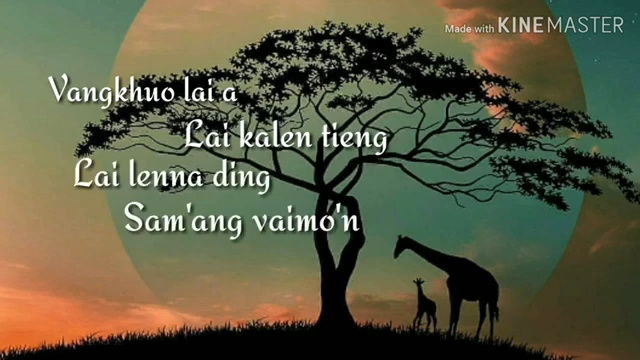 Made with KINEMASTER
Vangkhuo lai a
Lai kalen tieng
Lai lenna ding
Sam'ang vaimo'n